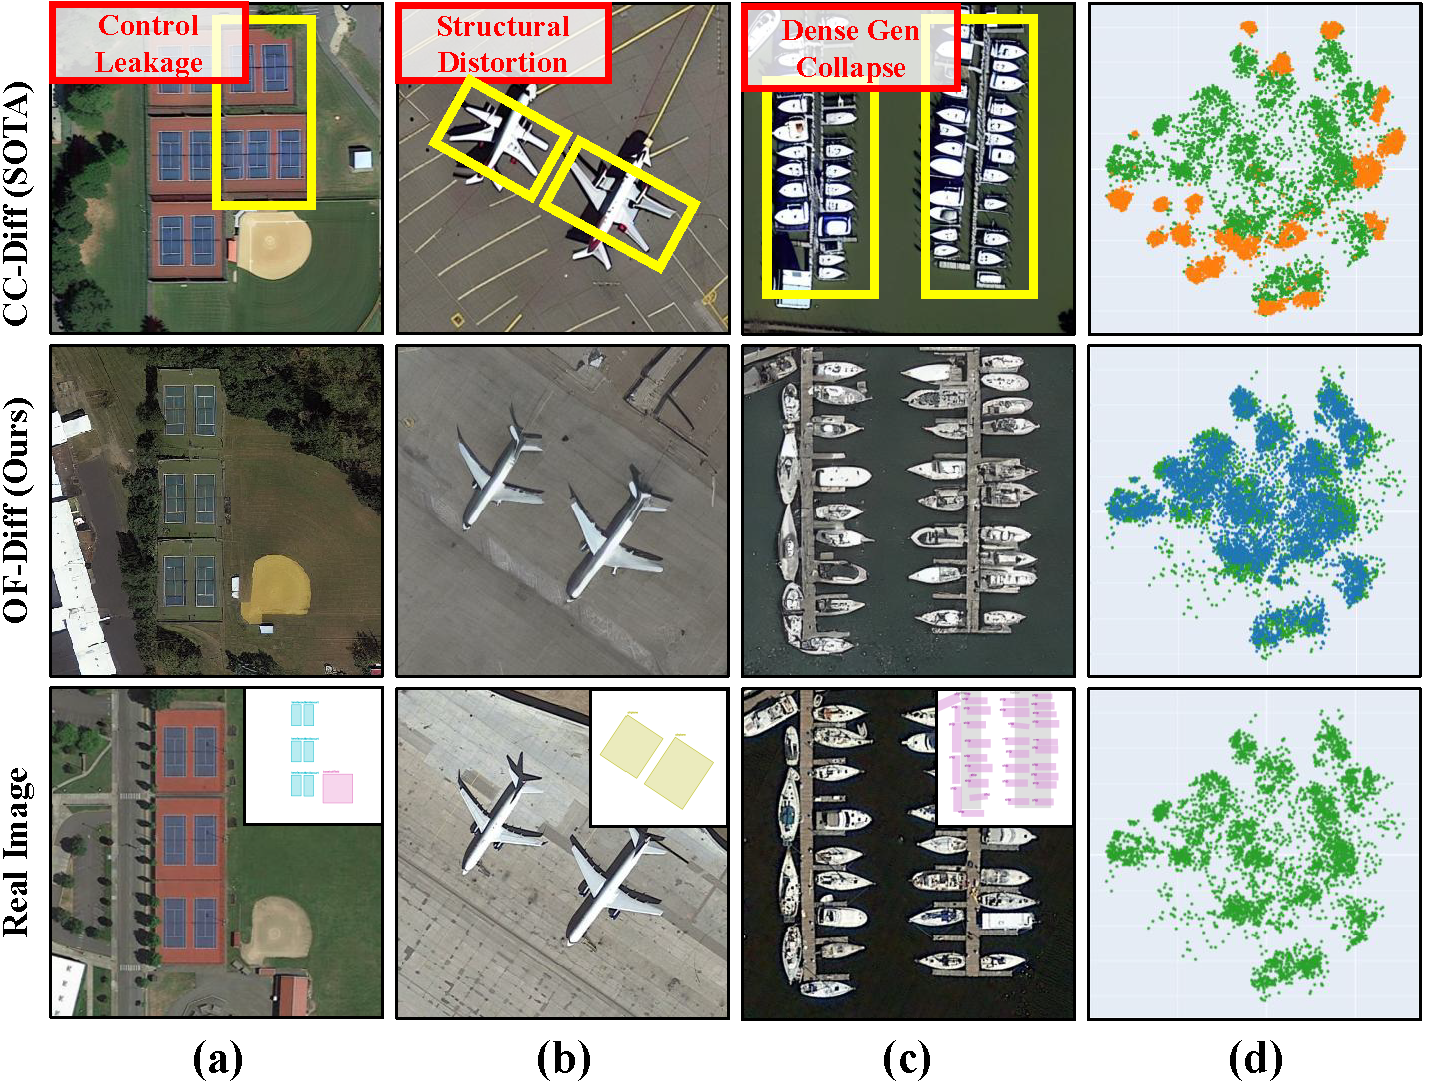 Control
Leakage
Structural
Distortion
Dense Gen
Collapse
CC-Diff (SOTA)
OF-Diff (Ours)
Real Image
(a)
(b)
(c)
(d)